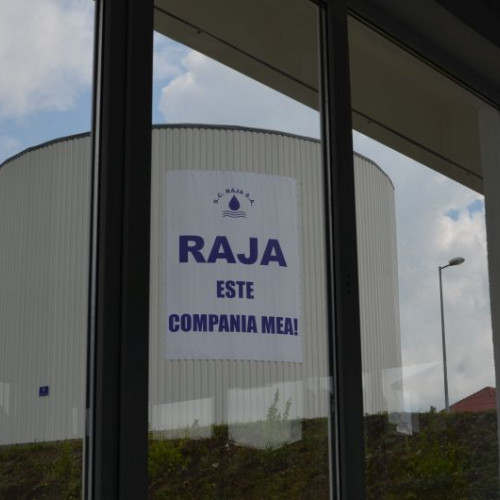 S.C. RAJA S.A.
RAJA
ESTE
COMPANIA MEA!